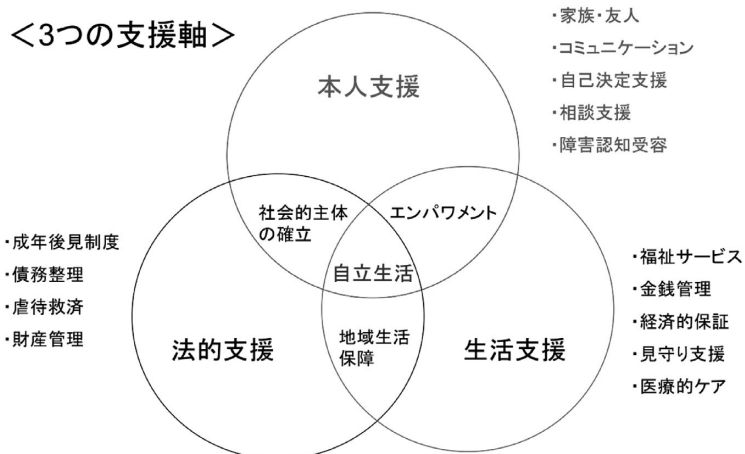 ＜3つの支援軸＞
・家族・友人
・コミュニケーション
・自己決定支援
・相談支援
・障害認知受容
本人支援
社会的主体
の確立
エンパワメント
自立生活
・成年後見制度
・債務整理
・虐待救済
・財産管理
法的支援
地域生活
保障
生活支援
・福祉サービス
・金銭管理
・経済的保証
・見守り支援
・医療的ケア